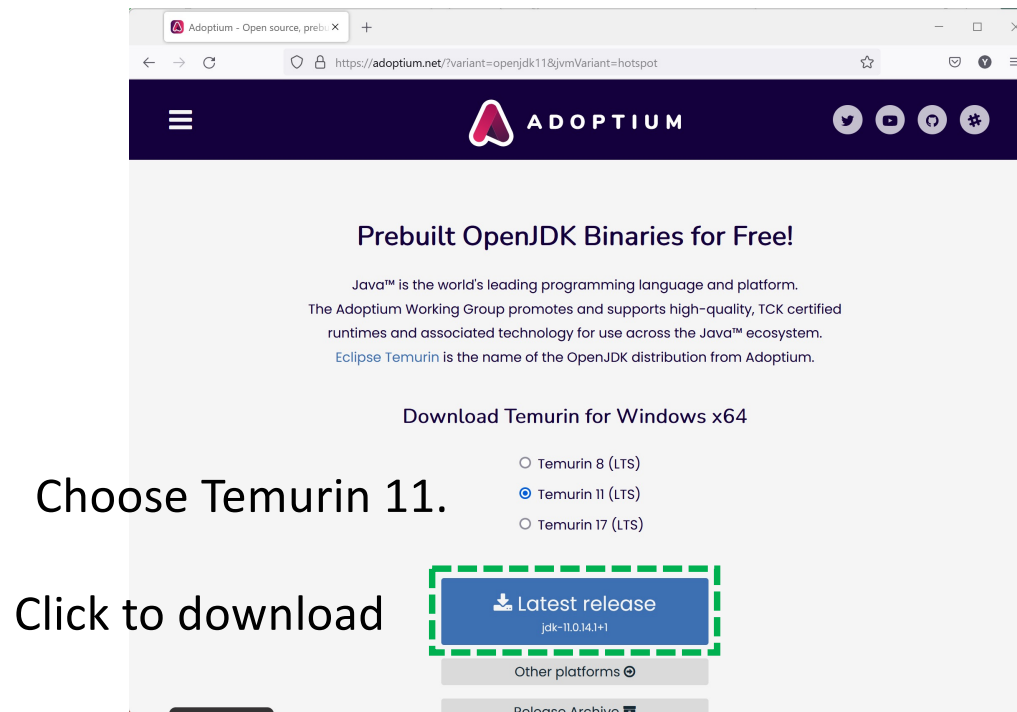 Adoptium - Open source, prebu
https://adoptium.net/?variant=openjdk11&jvmVariant=hotspot
ADOPTIUM
Prebuilt OpenJDK Binaries for Free!
Java™ is the world's leading programming language and platform.
The Adoptium Working Group promotes and supports high-quality, TCK certified
runtimes and associated technology for use across the Java™ ecosystem.
Eclipse Temurin is the name of the OpenJDK distribution from Adoptium.
Download Temurin for Windows x64
Temurin 8 (LTS)
Choose Temurin 11.
Temurin 11 (LTS)
Temurin 17 (LTS)
Click to download
Latest release
jdk-11.0.14.1+1
Other platforms
Release Archive